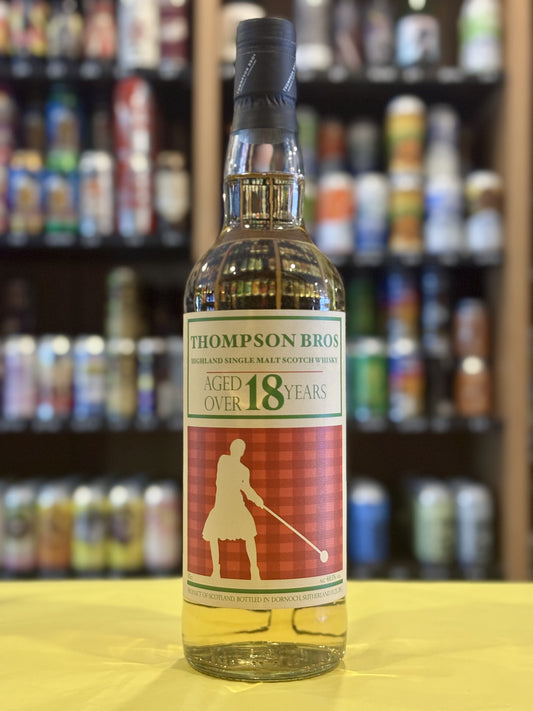 THOMPSON BROS
HIGHLAND SINGLE MALT SCOTCH WHISKY
AGED OVER 18 YEARS
PRODUCT OF SCOTLAND. BOTTLED IN DORNOCH, SUTHERLAND